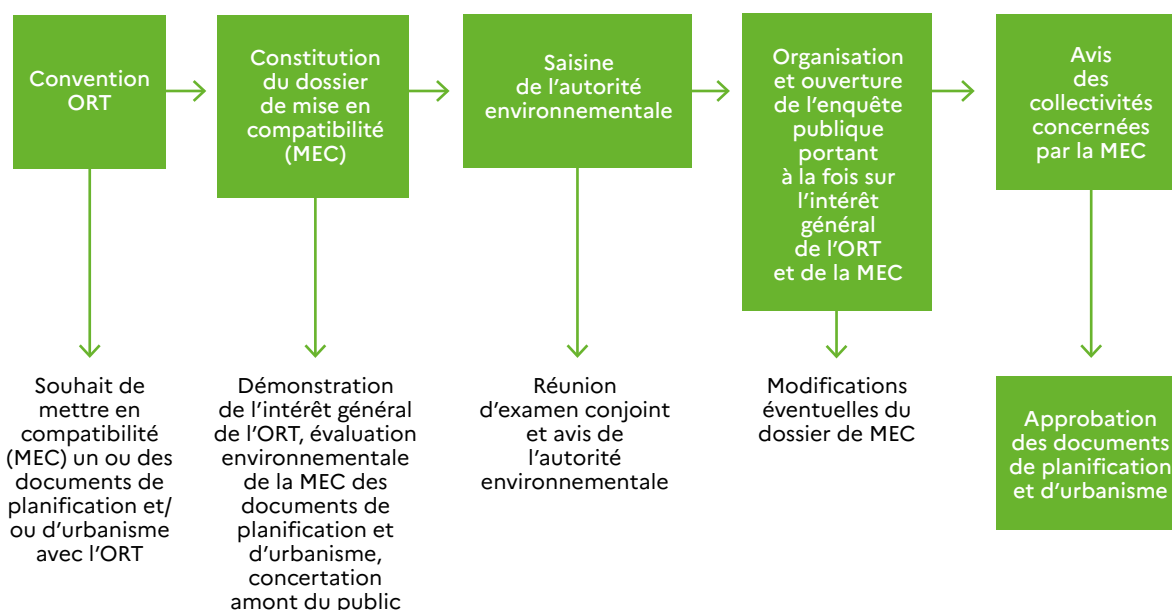 Convention
ORT
Constitution
du dossier
de mise en
compatibilité
(MEC)
Saisine
de l’autorité
environnementale
Organisation
et ouverture
de l’enquête
publique
portant
à la fois sur
l’intérêt
général
de l’ORT
et de la MEC
Avis
des
collectivités
concernées
par la MEC
Souhait de
mettre en
compatibilité
(MEC) un ou des
documents de
planification et/
ou d’urbanisme
avec l’ORT
Démonstration
de l’intérêt général
de l’ORT, évaluation
environnementale
de la MEC des
documents de
planification et
d’urbanisme,
concertation
amont du public
Réunion
d’examen conjoint
et avis de
l’autorité
environnementale
Modifications
éventuelles du
dossier de MEC
Approbation
des documents
de planification
et d’urbanisme